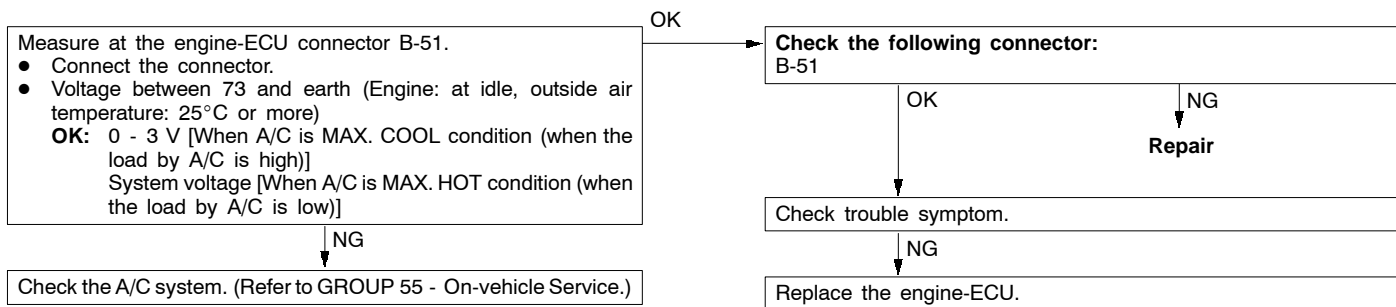 OK
Measure at the engine-ECU connector B-51.
● Connect the connector.
● Voltage between 73 and earth (Engine: at idle, outside air
temperature: 25°C or more)
OK: 0 - 3 V [When A/C is MAX. COOL condition (when the
load by A/C is high)]
System voltage [When A/C is MAX. HOT condition (when
the load by A/C is low)]
NG
Check the A/C system. (Refer to GROUP 55 - On-vehicle Service.)
Check the following connector:
B-51
OK
NG
Repair
Check trouble symptom.
NG
Replace the engine-ECU.